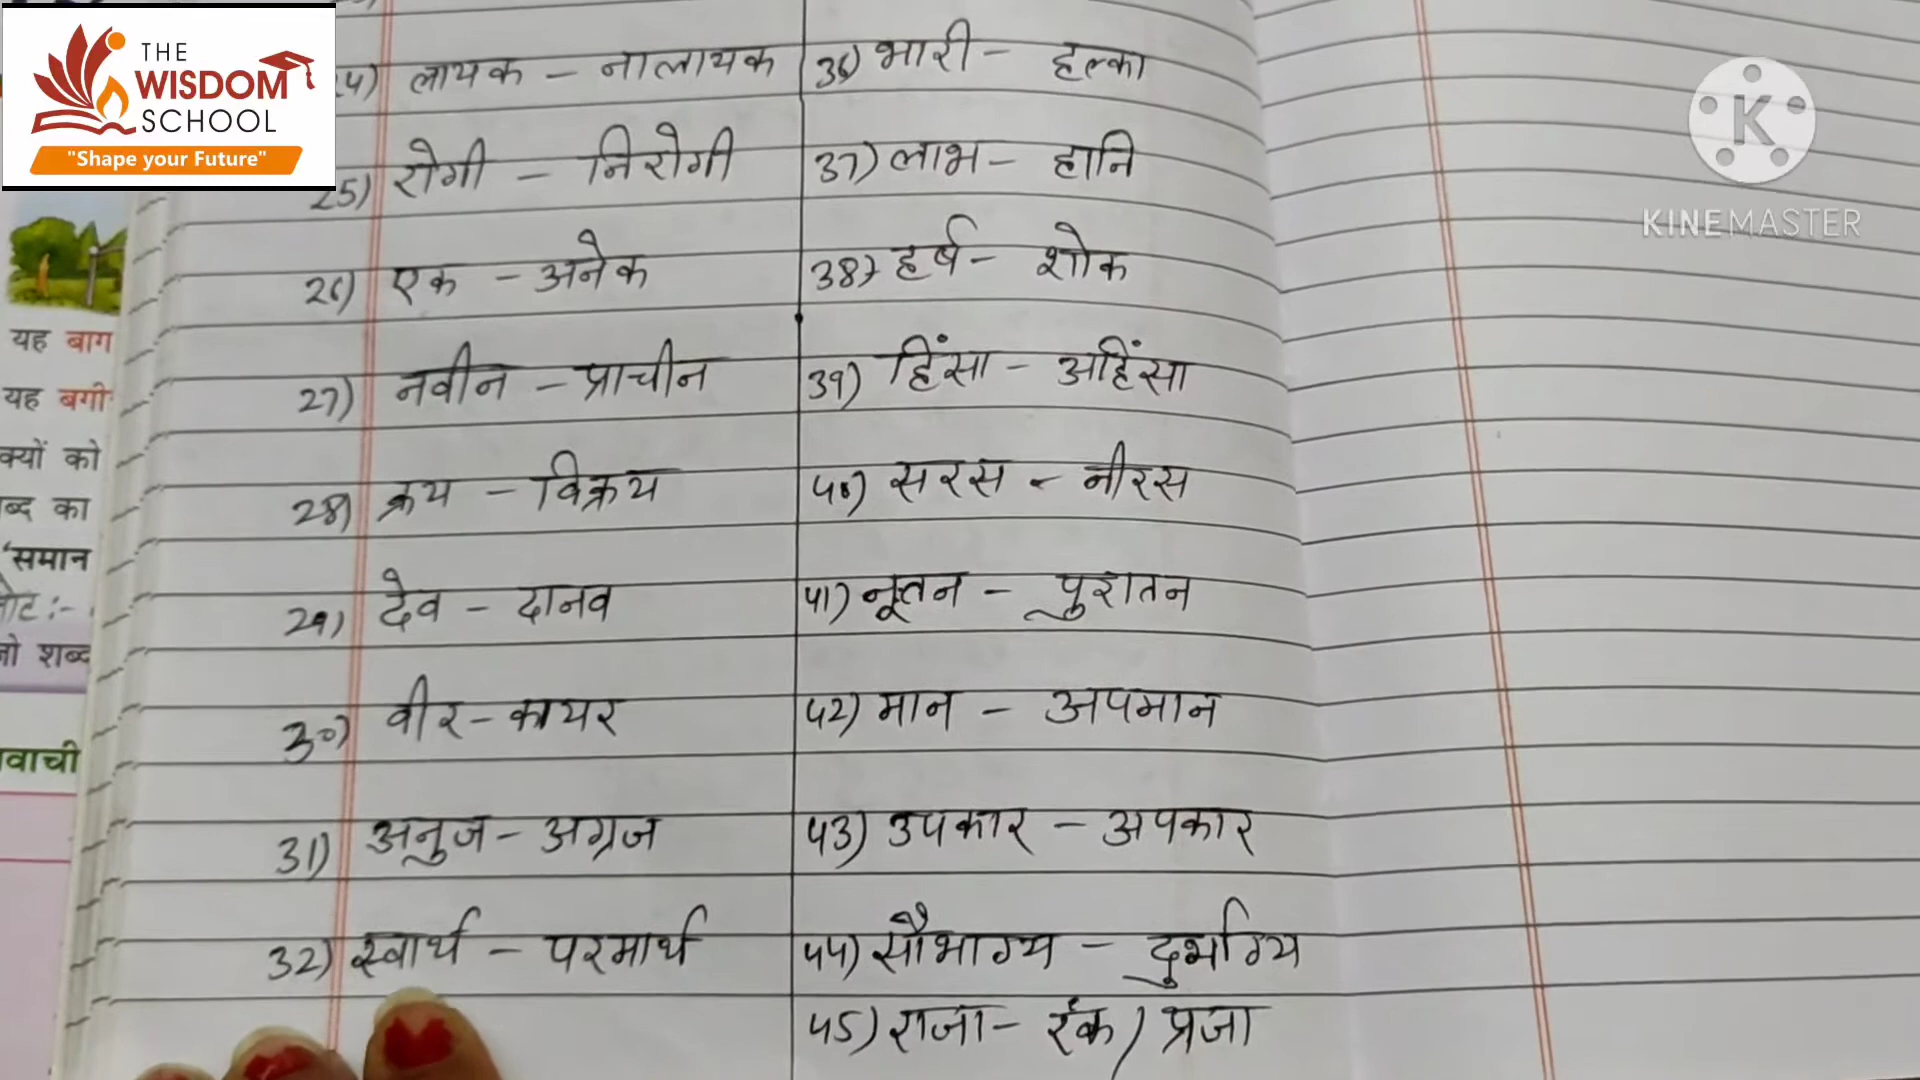 THE
WISDOM
SCHOOL
"Shape your Future"
KINEMASTER
यह बाग
यह बगी
क्यों को
ब्द का
'समान
नोट:-
जो शब्द
वाची
24) लायक - नालायक
25) रोगी - निरोगी
26) एक - अनेक
27) नवीन - प्राचीन
28) क्रय - विक्रय
29) देव - दानव
30) वीर - कायर
31) अनुज - अग्रज
32) स्वार्थ - परमार्थ
36) भारी - हल्का
37) लाभ - हानि
38) हर्ष - शोक
39) हिंसा - अहिंसा
40) सरस - नीरस
41) नूतन - पुरातन
42) मान - अपमान
43) उपकार - अपकार
44) सौभाग्य - दुर्भाग्य
45) राजा - रंक / प्रजा